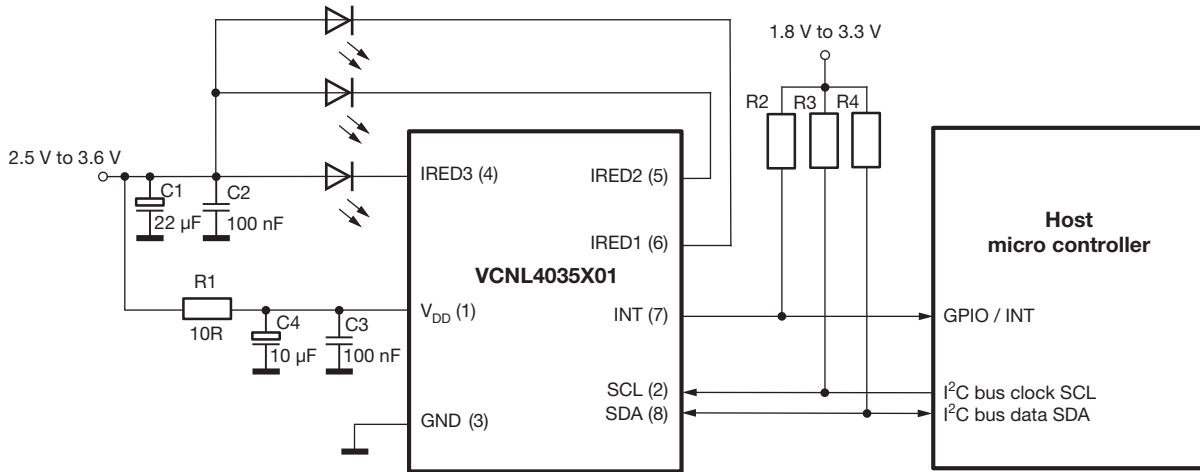 1.8 V to 3.3 V
R2 R3 R4
2.5 V to 3.6 V
C1
22 µF
C2
100 nF
R1
10R
C4
10 µF
C3
100 nF
IRED3 (4)
V_DD (1)
GND (3)
VCNL4035X01
IRED2 (5)
IRED1 (6)
INT (7)
SCL (2)
SDA (8)
Host
micro controller
GPIO / INT
I²C bus clock SCL
I²C bus data SDA